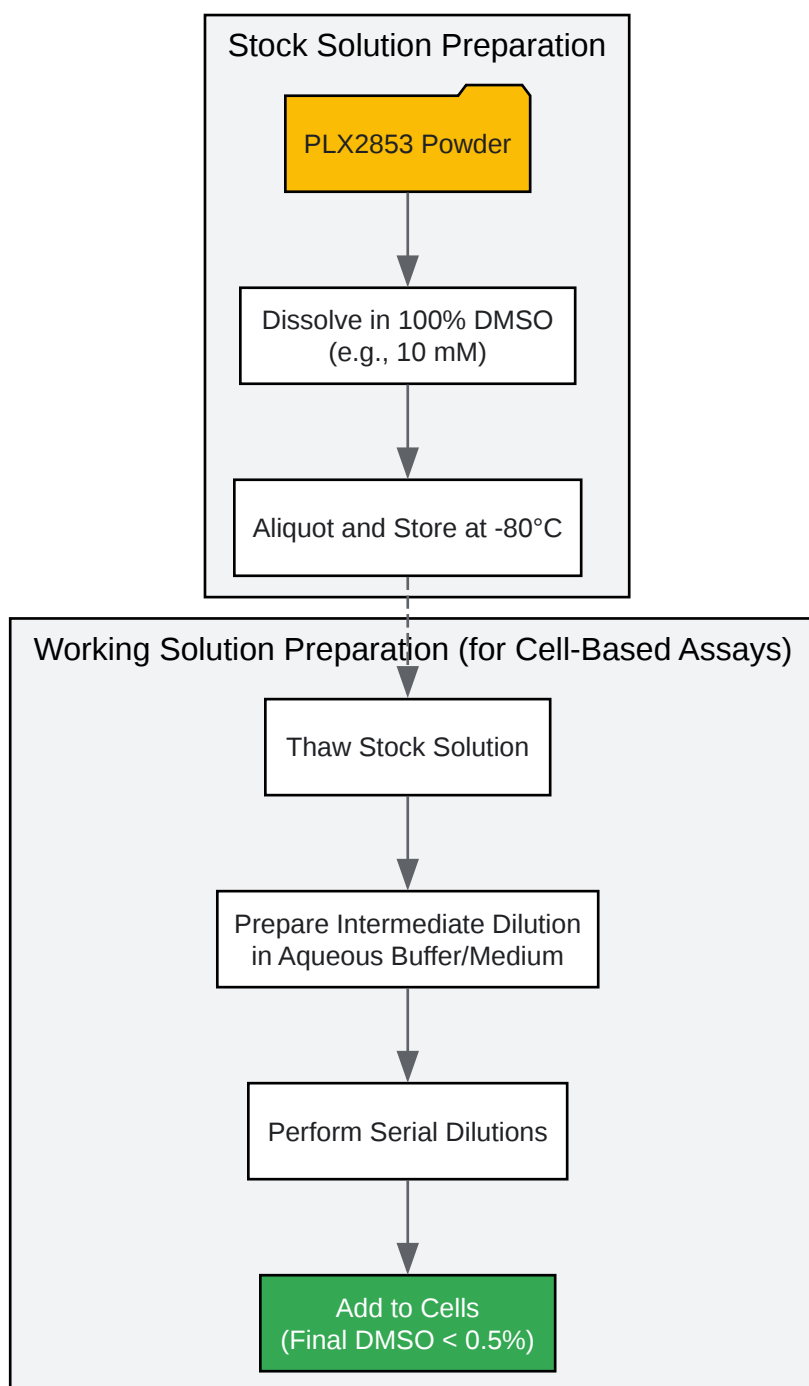 Stock Solution Preparation
PLX2853 Powder
Dissolve in 100% DMSO
(e.g., 10 mM)
Aliquot and Store at -80°C
Working Solution Preparation (for Cell-Based Assays)
Thaw Stock Solution
Prepare Intermediate Dilution
in Aqueous Buffer/Medium
Perform Serial Dilutions
Add to Cells
(Final DMSO < 0.5%)